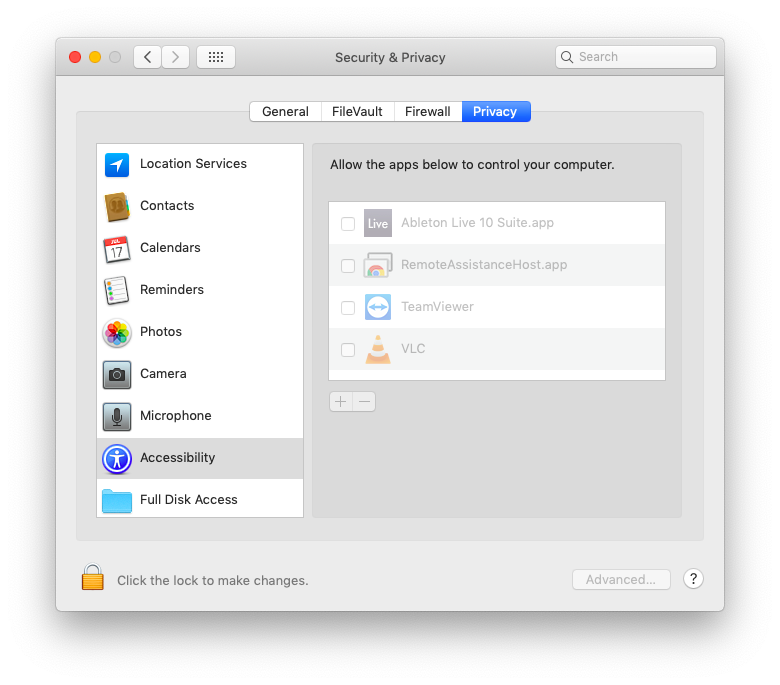 Security & Privacy
Search
General
FileVault
Firewall
Privacy
Location Services
Contacts
JUL
17
Calendars
Reminders
Photos
Camera
Microphone
Accessibility
Full Disk Access
Allow the apps below to control your computer.
Live
Ableton Live 10 Suite.app
RemoteAssistanceHost.app
TeamViewer
VLC
Click the lock to make changes.
Advanced...
?